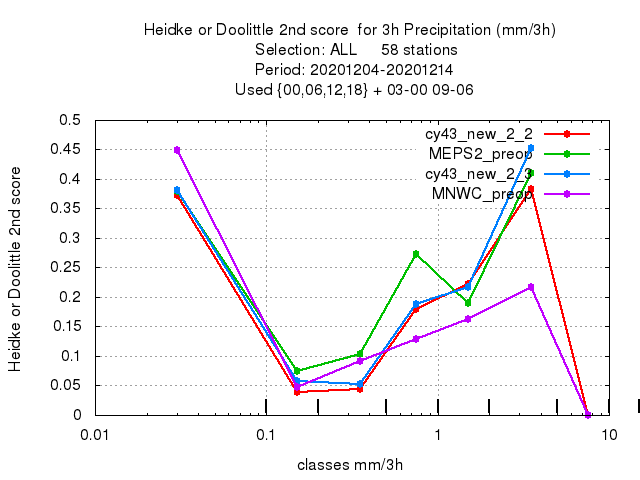 Heidke or Doolittle 2nd score  for 3h Precipitation (mm/3h)
Selection: ALL     58 stations
Period: 20201204-20201214
Used {00,06,12,18} + 03-00 09-06
0.5
0.45
0.4
0.35
0.3
0.25
0.2
0.15
0.1
0.05
0
Heidke or Doolittle 2nd score
cy43_new_2_2
MEPS2_preop
cy43_new_2_3
MNWC_preop
0.01 0.1 1 10
classes mm/3h